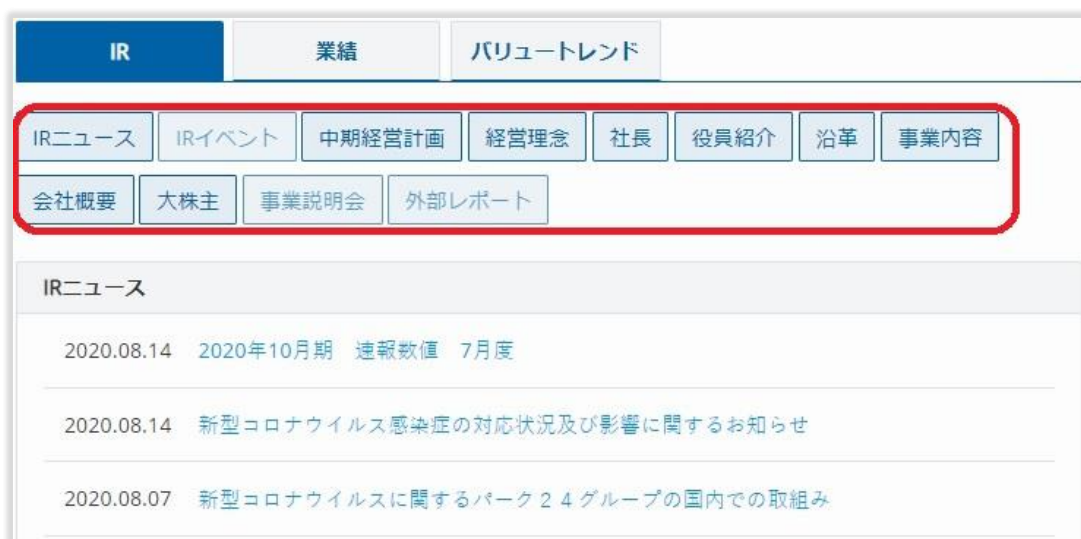 IR 業績 バリュートレンド
IRニュース IRイベント 中期経営計画 経営理念 社長 役員紹介 沿革 事業内容
会社概要 大株主 事業説明会 外部レポート
IRニュース
2020.08.14 2020年10月期 速報数値 7月度
2020.08.14 新型コロナウイルス感染症の対応状況及び影響に関するお知らせ
2020.08.07 新型コロナウイルスに関するパーク２４グループの国内での取組み